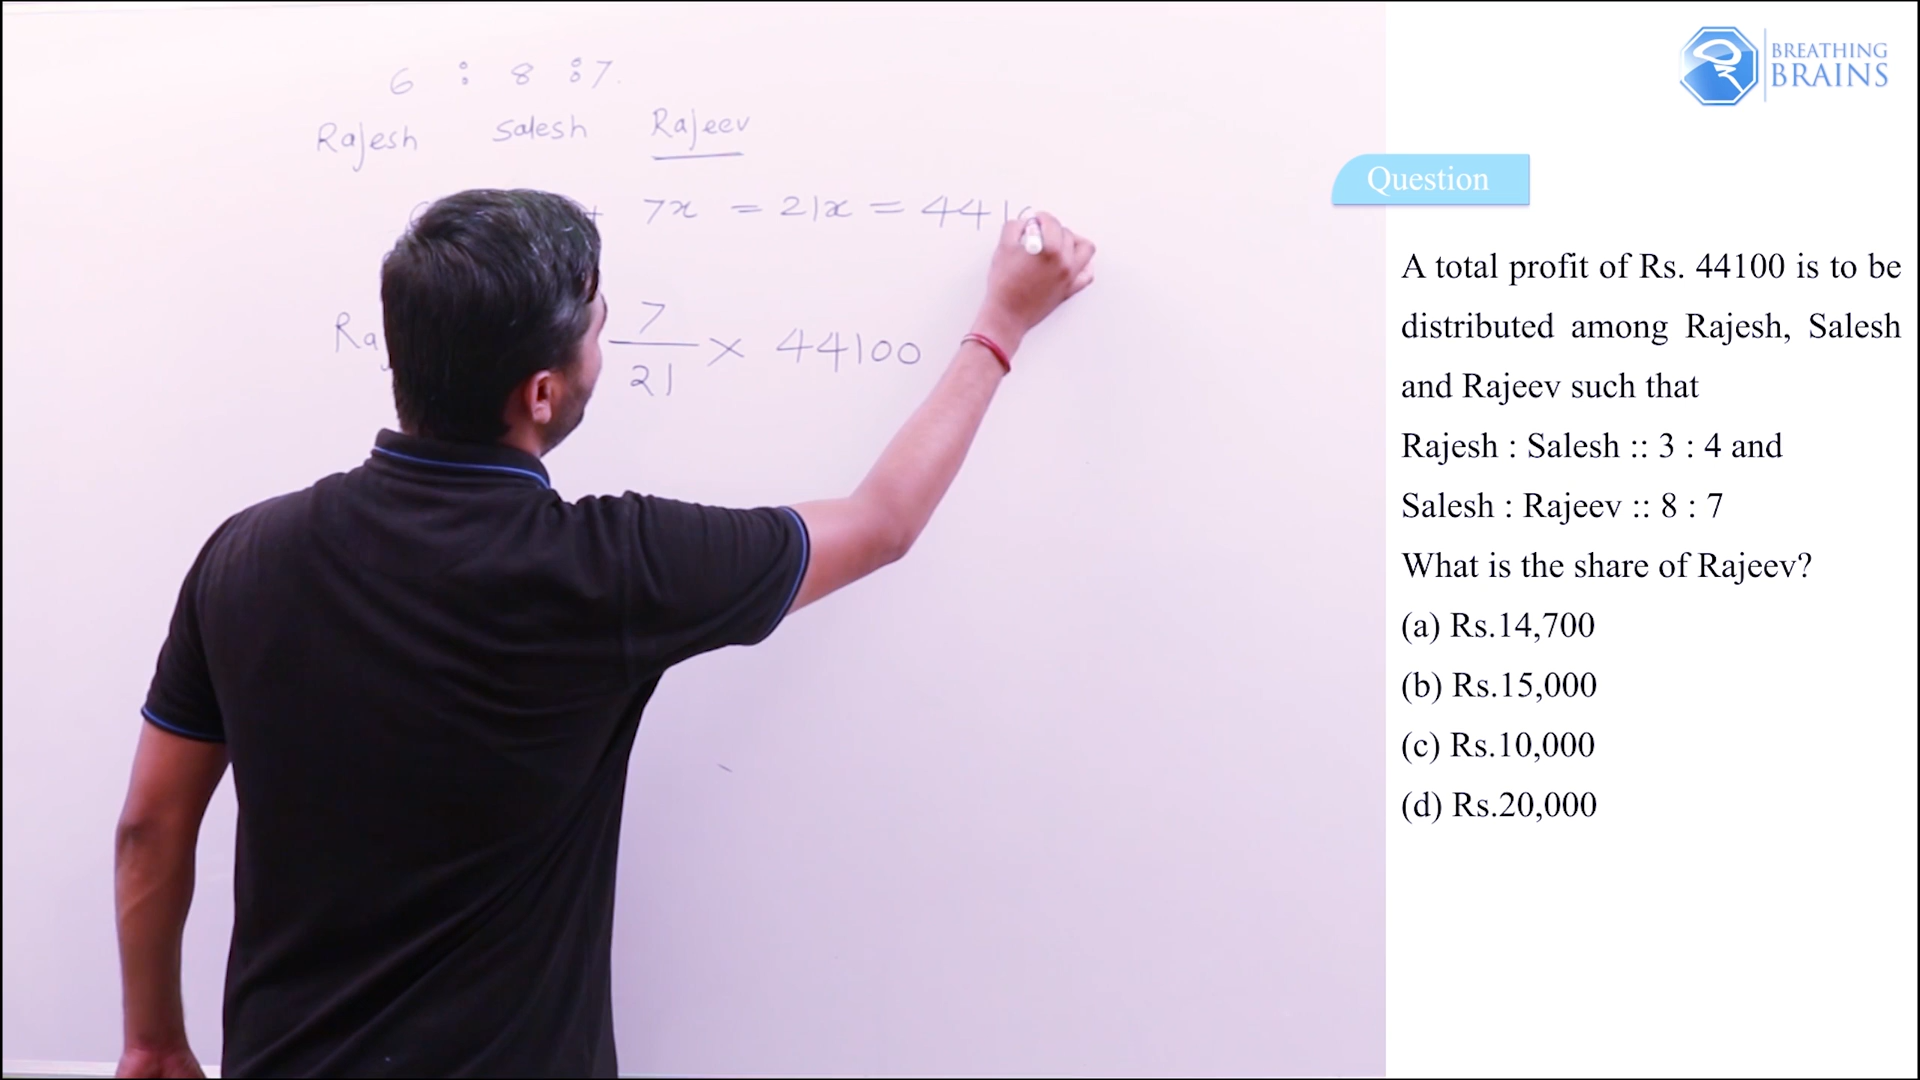 6 : 8 : 7.
Rajesh Salesh Rajeev
+ 7x = 21x = 441
7/21 × 44100
BREATHING
BRAINS
Question
A total profit of Rs. 44100 is to be
distributed among Rajesh, Salesh
and Rajeev such that
Rajesh : Salesh :: 3 : 4 and
Salesh : Rajeev :: 8 : 7
What is the share of Rajeev?
(a) Rs.14,700
(b) Rs.15,000
(c) Rs.10,000
(d) Rs.20,000